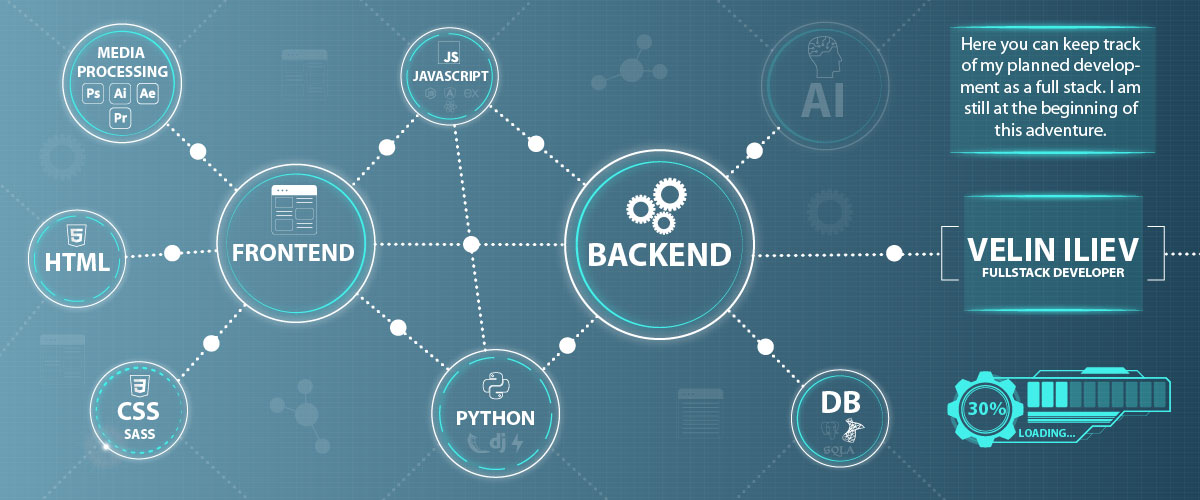 MEDIA
PROCESSING
Ps Ai Ae
Pr
JS
JAVASCRIPT
AI
Here you can keep track
of my planned develop-
ment as a full stack. I am
still at the beginning of
this adventure.
5
HTML
FRONTEND
BACKEND
VELIN ILIEV
FULLSTACK DEVELOPER
3
CSS
SASS
PYTHON
dj
DB
30%
LOADING...